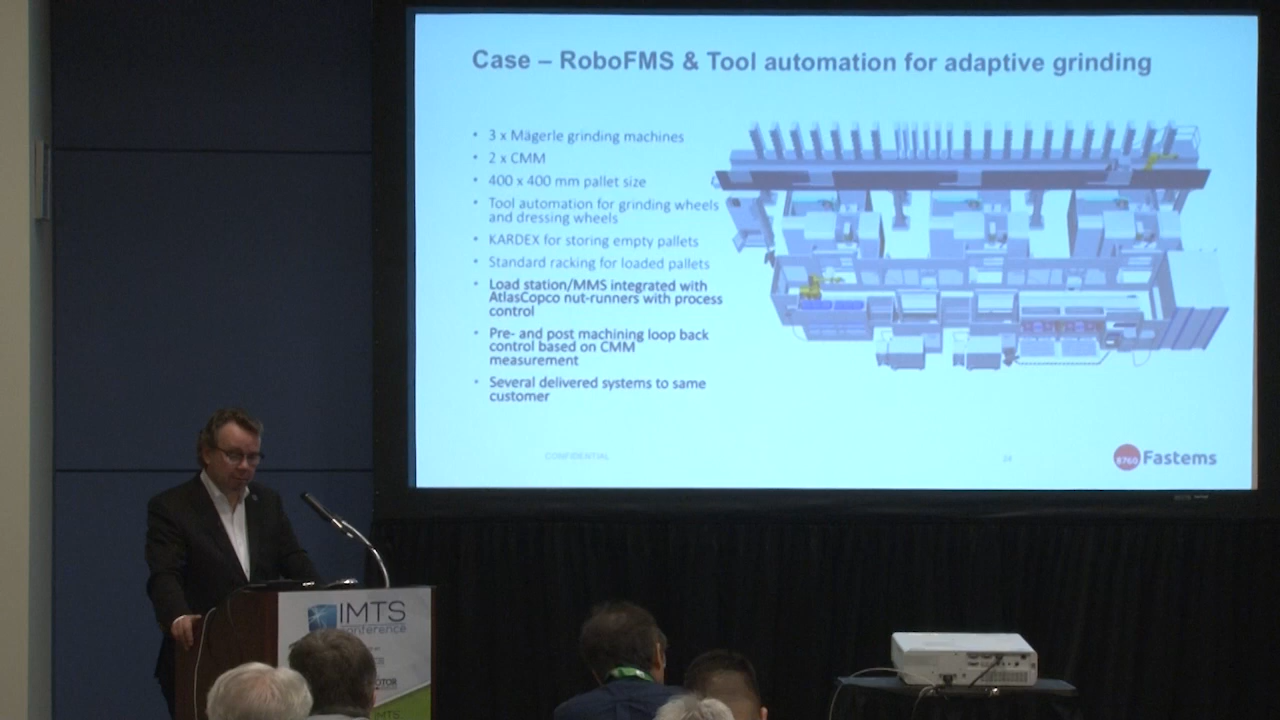 Case – RoboFMS & Tool automation for adaptive grinding
• 3 x Mägerle grinding machines
• 2 x CMM
• 400 x 400 mm pallet size
• Tool automation for grinding wheels
and dressing wheels
• KARDEX for storing empty pallets
• Standard racking for loaded pallets
• Load station/MMS integrated with
AtlasCopco nut-runners with process
control
• Pre- and post machining loop back
control based on CMM
measurement
• Several delivered systems to same
customer
CONFIDENTIAL
8760 Fastems
IMTS
conference
IMTS